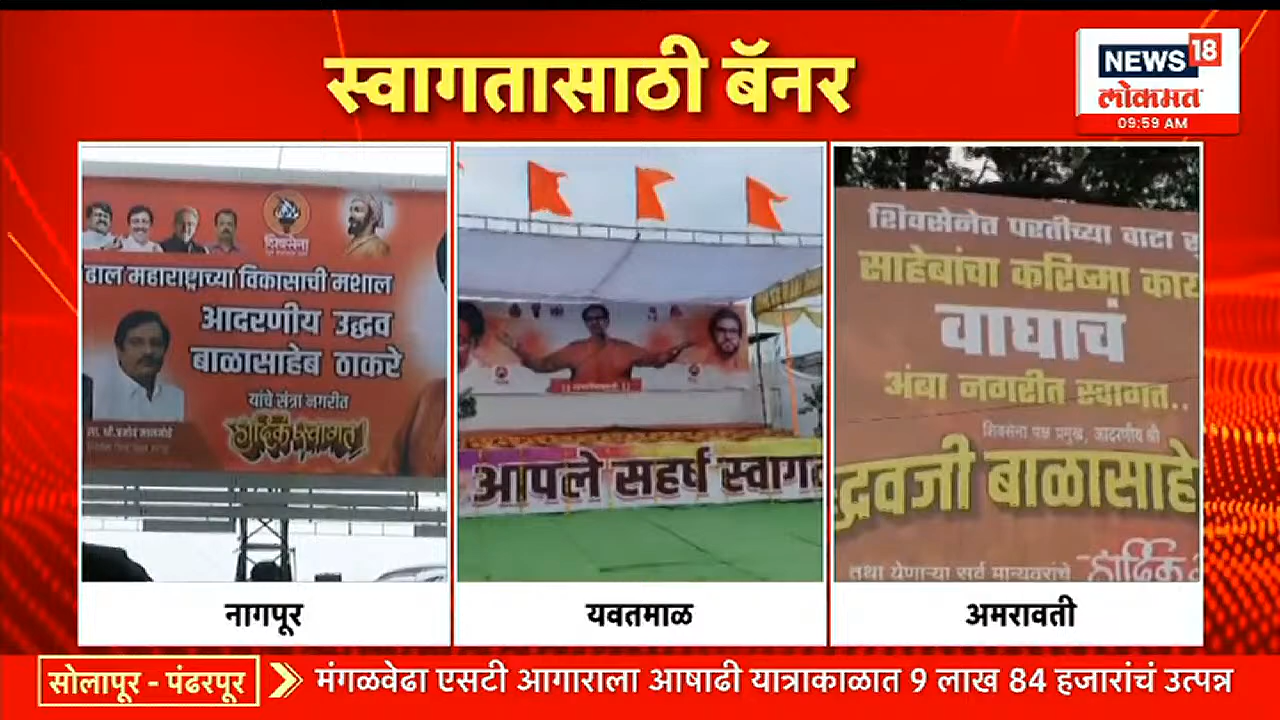 स्वागतासाठी बॅनर
NEWS 18
लोकमत
09:59 AM
शिवसेना
ढाल महाराष्ट्राच्या विकासाची मशाल
आदरणीय उद्धव
बाळासाहेब ठाकरे
यांचे संत्रा नगरीत
हार्दिक स्वागत!
आपले सहर्ष स्वागत
शिवसेनेत परतीच्या वाटा
साहेबांचा करिष्मा काय
वाघाचं
अंबा नगरीत स्वागत..
शिवसेना पक्ष प्रमुख, आदरणीय श्री
द्धवजी बाळासाहे
तथा येणाऱ्या सर्व मान्यवरांचे हार्दिक
नागपूर
यवतमाळ
अमरावती
सोलापूर - पंढरपूर
मंगळवेढा एसटी आगाराला आषाढी यात्राकाळात 9 लाख 84 हजारांचं उत्पन्न